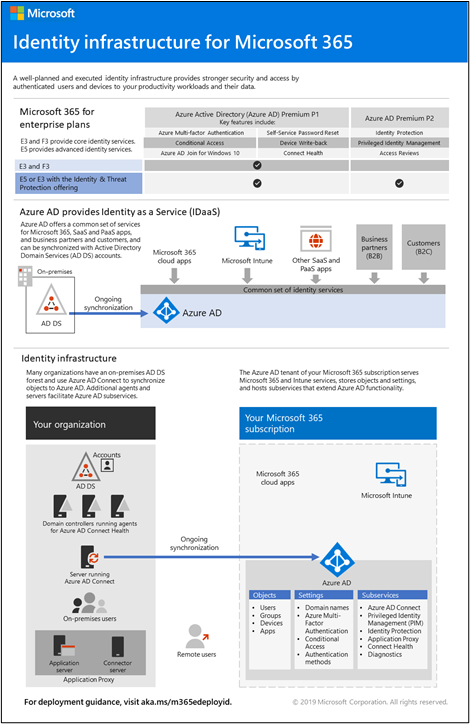 Microsoft
Identity infrastructure for Microsoft 365
A well-planned and executed identity infrastructure provides stronger security and access by
authenticated users and devices to your productivity workloads and their data.
Microsoft 365 for
enterprise plans
E3 and F3 provide core identity services.
E5 provides advanced identity services.
Azure Active Directory (Azure AD) Premium P1
Key features include:
Azure AD Premium P2
Azure Multi-factor Authentication
Self-Service Password Reset
Identity Protection
Conditional Access
Device Write-back
Privileged Identity Management
Azure AD Join for Windows 10
Connect Health
Access Reviews
E3 and F3
E5 or E3 with the Identity & Threat
Protection offering
Azure AD provides Identity as a Service (IDaaS)
Azure AD offers a common set of services
for Microsoft 365, SaaS and PaaS apps,
and business partners and customers, and
can be synchronized with Active Directory
Domain Services (AD DS) accounts.
Microsoft 365
cloud apps
Microsoft Intune
Other SaaS and
PaaS apps
Business
partners
(B2B)
Customers
(B2C)
On-premises
Common set of identity services
Ongoing
synchronization
Azure AD
AD DS
Identity infrastructure
Many organizations have an on-premises AD DS
forest and use AZure AD Connect to synchronize
objects to Azure AD. Additional agents and
servers facilitate Azure AD subservices.
The Azure AD tenant of your Microsoft 365 subscription serves
Microsoft 365 and Intune services, stores objects and settings,
and hosts subservices that extend Azure AD functionality.
Your organization
Your Microsoft 365
subscription
Accounts
AD DS
Domain controllers running agents
for Azure AD Connect Health
Microsoft 365
cloud apps
Microsoft Intune
Ongoing
synchronization
Server running
Azure AD Connect
Azure AD
On-premises users
Objects
Users
Groups
Devices
Apps
Settings
Domain names
Azure Multi-
Factor
Authentication
Conditional
Access
Authentication
methods
Subservices
Azure AD Connect
Privileged Identity
Management (PIM)
Identity Protection
Application Proxy
Connect Health
Diagnostics
Remote users
Application
server
Connector
server
Application Proxy
For deployment guidance, visit aka.ms/m365edeployid.
© 2019 Microsoft Corporation. All rights reserved.